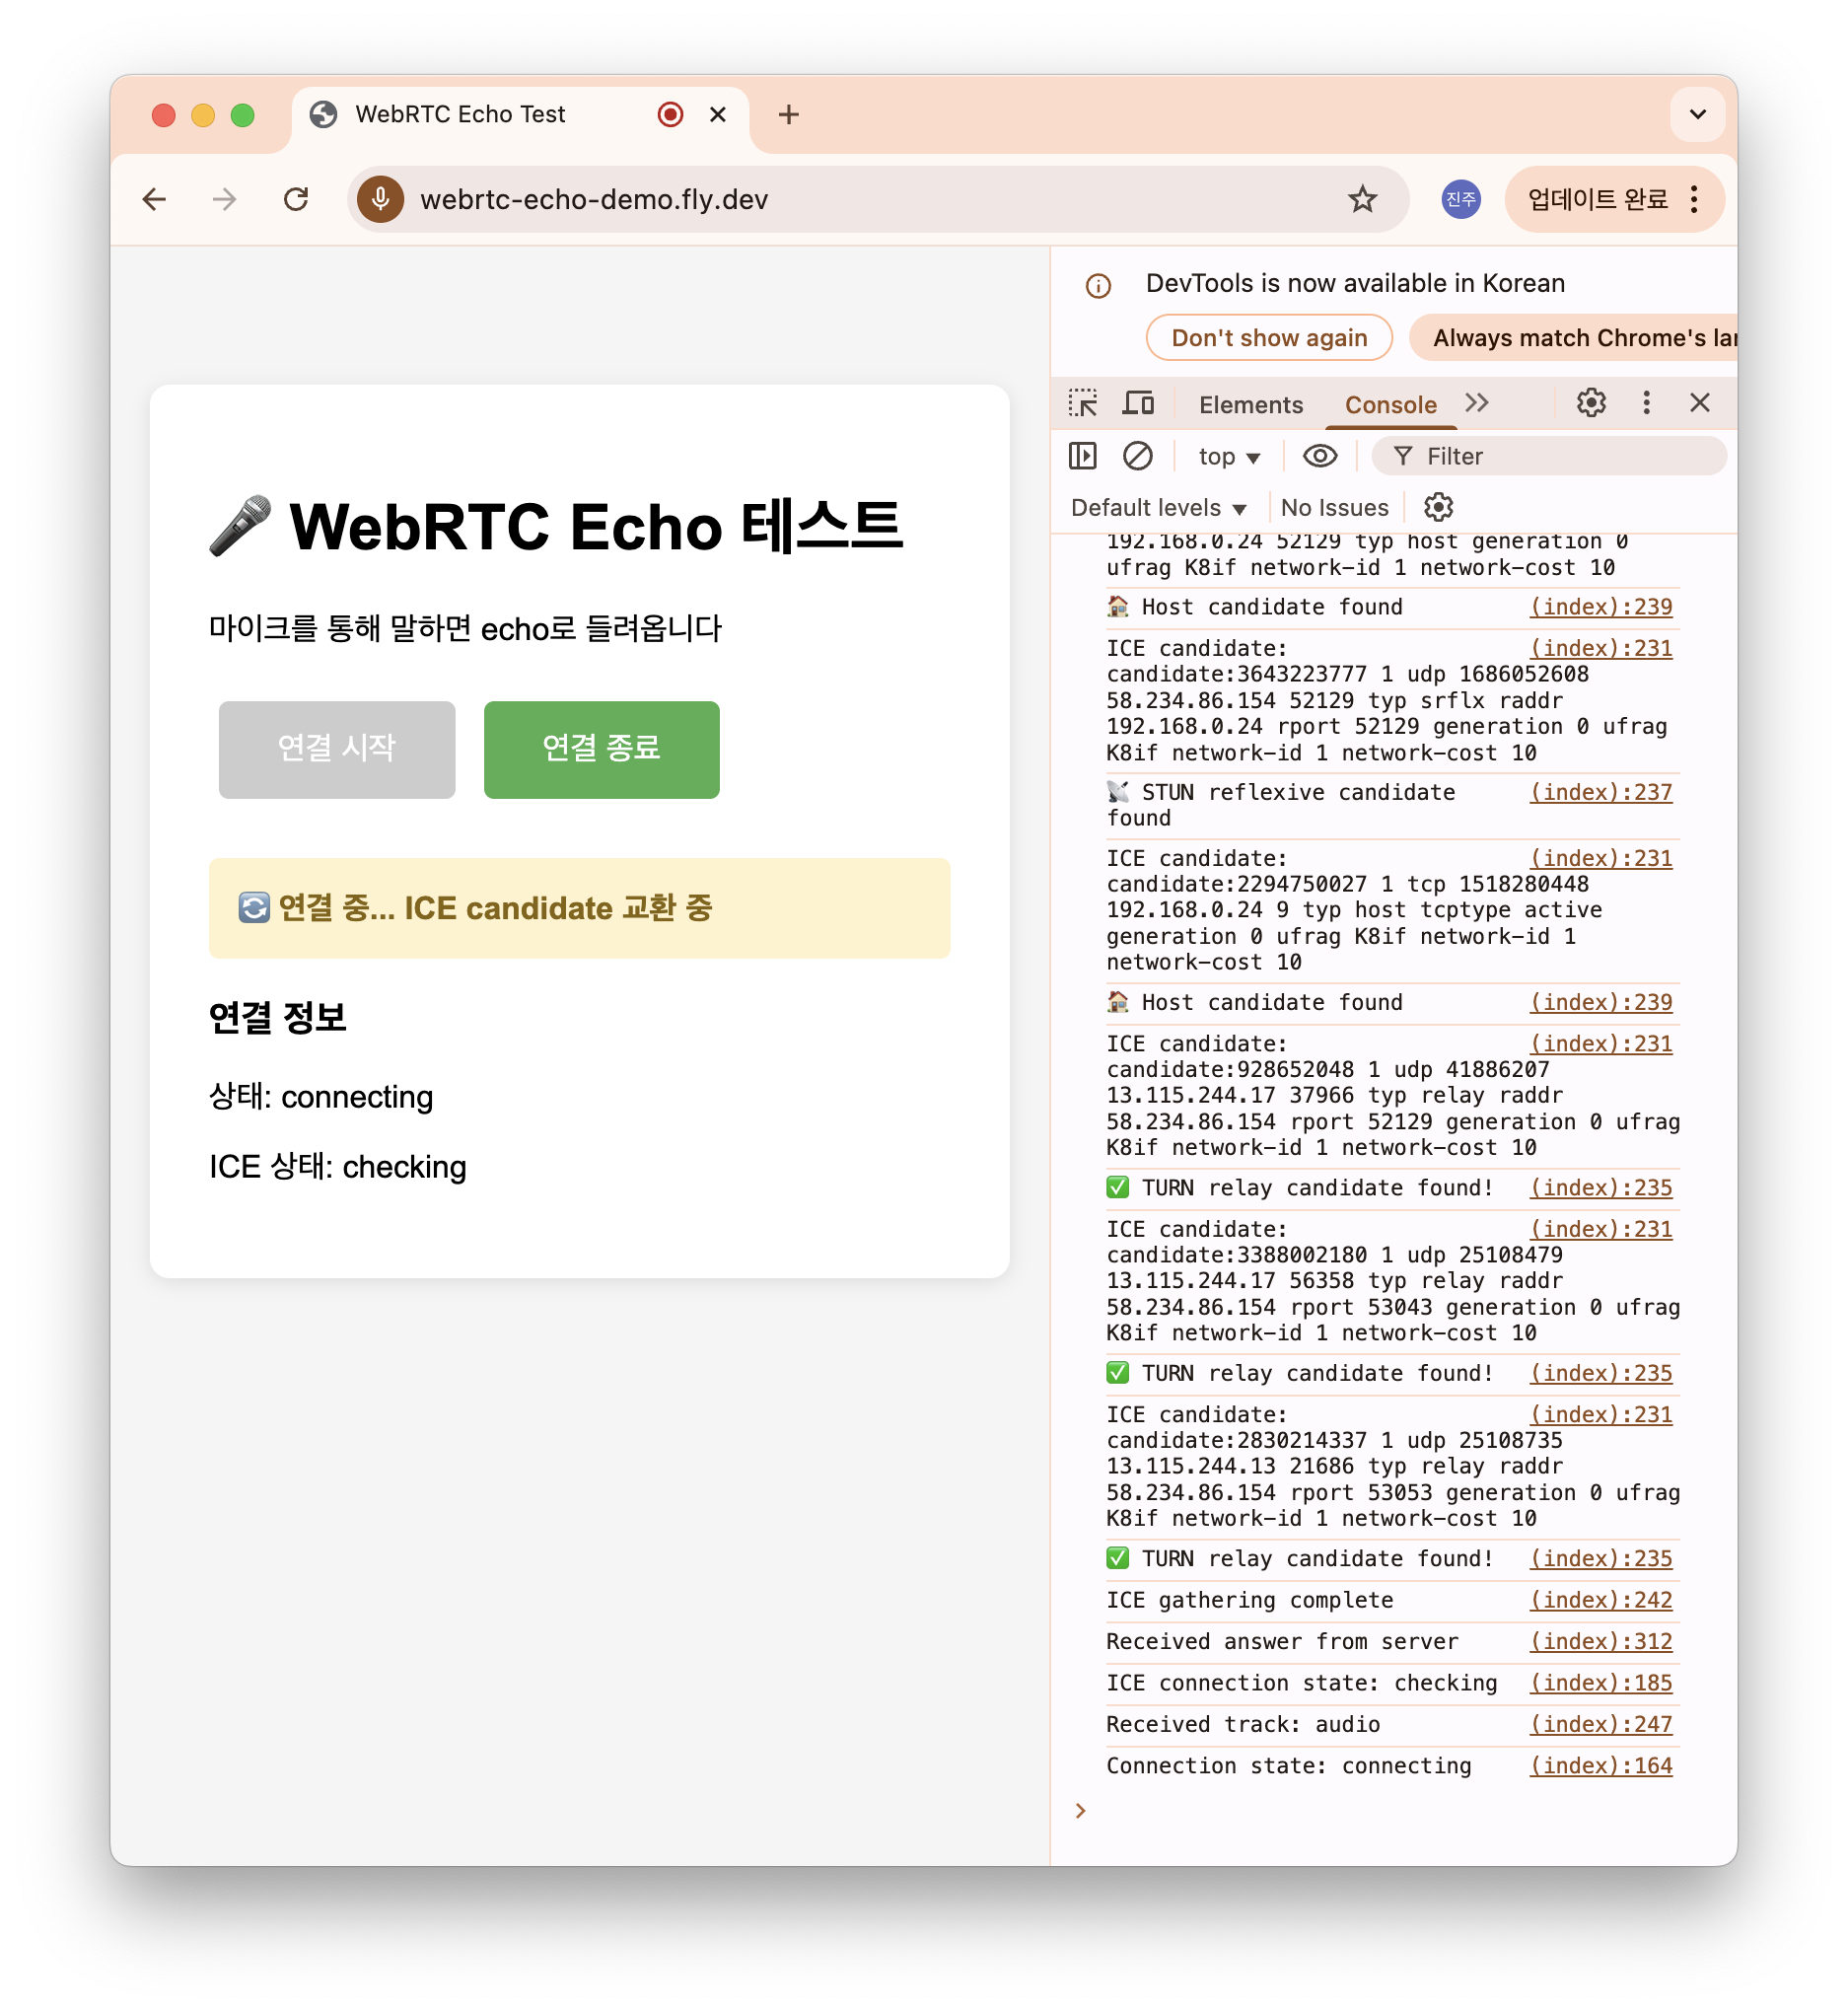 WebRTC Echo Test
webrtc-echo-demo.fly.dev
진주
업데이트 완료
🎤 WebRTC Echo 테스트
마이크를 통해 말하면 echo로 들려옵니다
연결 시작
연결 종료
🔄 연결 중... ICE candidate 교환 중
연결 정보
상태: connecting
ICE 상태: checking
DevTools is now available in Korean
Don't show again
Always match Chrome's lan
Elements
Console
top
Filter
Default levels
No Issues
192.168.0.24 52129 typ host generation 0
ufrag K8if network-id 1 network-cost 10
🏠 Host candidate found (index):239
ICE candidate: (index):231
candidate:3643223777 1 udp 1686052608
58.234.86.154 52129 typ srflx raddr
192.168.0.24 rport 52129 generation 0 ufrag
K8if network-id 1 network-cost 10
📡 STUN reflexive candidate (index):237
found
ICE candidate: (index):231
candidate:2294750027 1 tcp 1518280448
192.168.0.24 9 typ host tcptype active
generation 0 ufrag K8if network-id 1
network-cost 10
🏠 Host candidate found (index):239
ICE candidate: (index):231
candidate:928652048 1 udp 41886207
13.115.244.17 37966 typ relay raddr
58.234.86.154 rport 52129 generation 0 ufrag
K8if network-id 1 network-cost 10
✅ TURN relay candidate found! (index):235
ICE candidate: (index):231
candidate:3388002180 1 udp 25108479
13.115.244.17 56358 typ relay raddr
58.234.86.154 rport 53043 generation 0 ufrag
K8if network-id 1 network-cost 10
✅ TURN relay candidate found! (index):235
ICE candidate: (index):231
candidate:2830214337 1 udp 25108735
13.115.244.13 21686 typ relay raddr
58.234.86.154 rport 53053 generation 0 ufrag
K8if network-id 1 network-cost 10
✅ TURN relay candidate found! (index):235
ICE gathering complete (index):242
Received answer from server (index):312
ICE connection state: checking (index):185
Received track: audio (index):247
Connection state: connecting (index):164